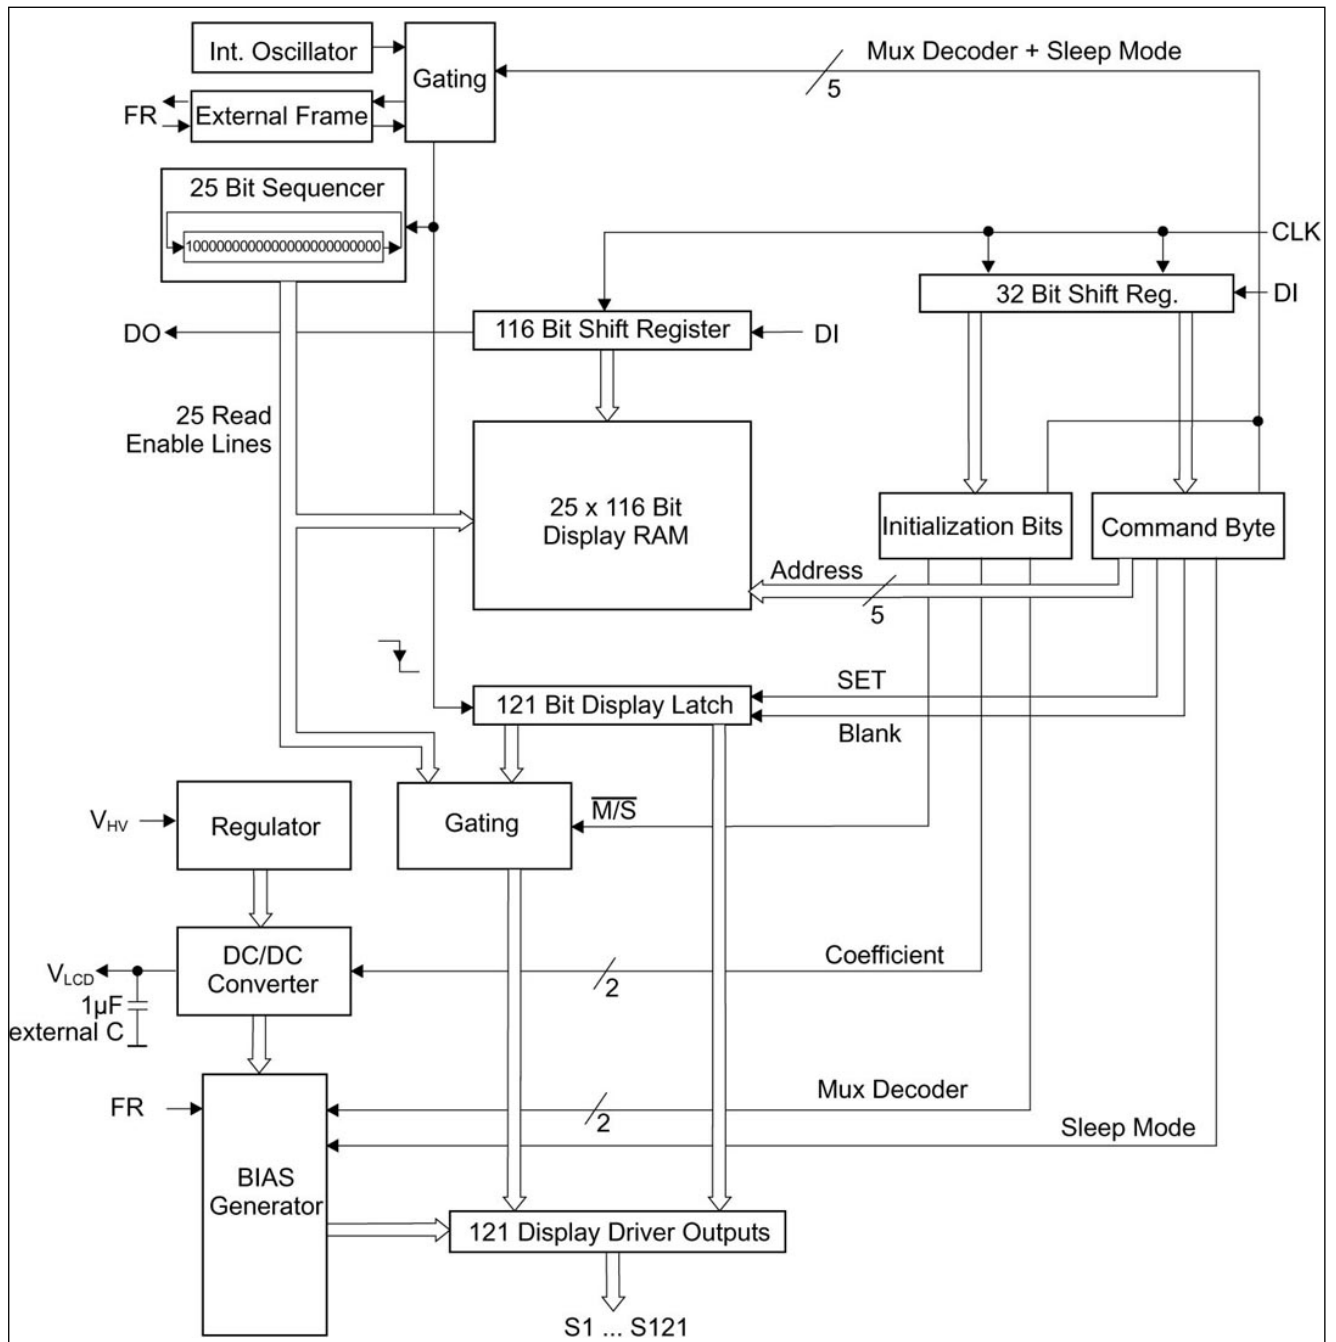 Int. Oscillator
Gating
Mux Decoder + Sleep Mode
5
FR
External Frame
25 Bit Sequencer
1000000000000000000000000
CLK
32 Bit Shift Reg.
DI
DO
116 Bit Shift Register
DI
25 Read
Enable Lines
25 x 116 Bit
Display RAM
Initialization Bits
Command Byte
Address
5
SET
121 Bit Display Latch
Blank
VHV
Regulator
Gating
M/S
DC/DC
Converter
Coefficient
2
VLCD
1µF
external C
Mux Decoder
FR
2
Sleep Mode
BIAS
Generator
121 Display Driver Outputs
S1 ... S121